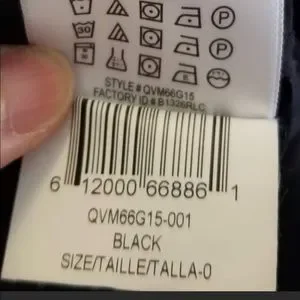 STYLE # QVM66G15
FACTORY ID # B1326RLC
6 12000 66886 1
QVM66G15-001
BLACK
SIZE/TAILLE/TALLA-0